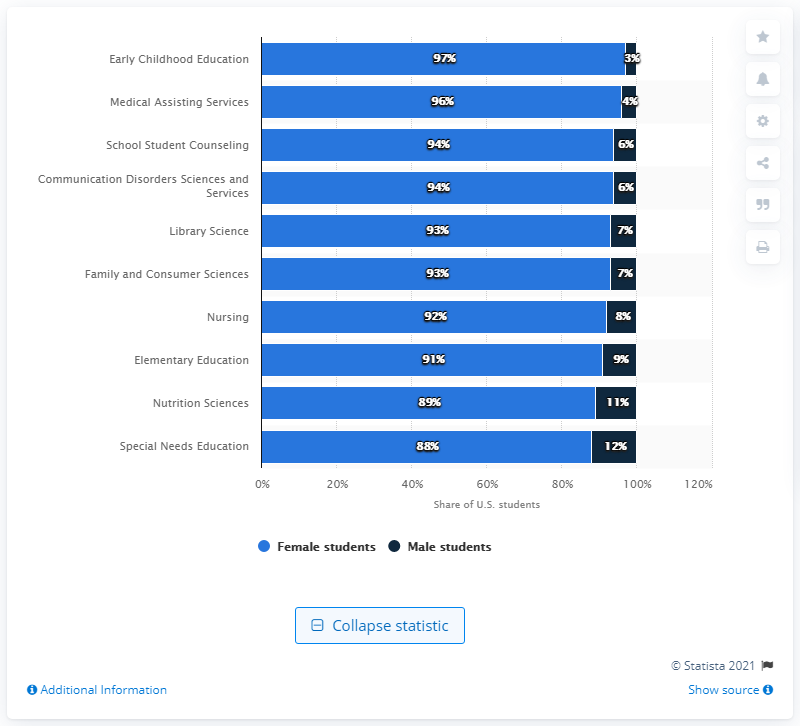 Early Childhood Education 97% 3%
Medical Assisting Services 96% 4%
School Student Counseling 94% 6%
Communication Disorders Sciences and
Services 94% 6%
Library Science 93% 7%
Family and Consumer Sciences 93% 7%
Nursing 92% 8%
Elementary Education 91% 9%
Nutrition Sciences 89% 11%
Special Needs Education 88% 12%
0% 20% 40% 60% 80% 100% 120%
Share of U.S. students
Female students Male students
Collapse statistic
© Statista 2021
Additional Information Show source